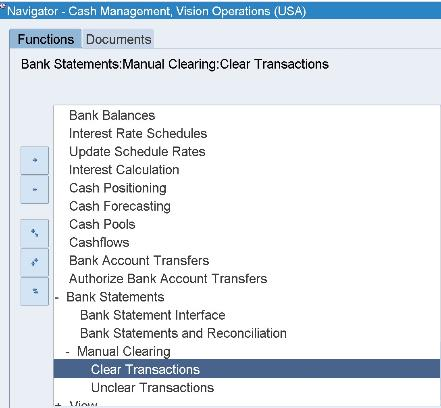 Navigator - Cash Management, Vision Operations (USA)
Functions Documents
Bank Statements:Manual Clearing:Clear Transactions
Bank Balances
Interest Rate Schedules
Update Schedule Rates
Interest Calculation
Cash Positioning
Cash Forecasting
Cash Pools
Cashflows
Bank Account Transfers
Authorize Bank Account Transfers
- Bank Statements
Bank Statement Interface
Bank Statements and Reconciliation
- Manual Clearing
Clear Transactions
Unclear Transactions
+ View